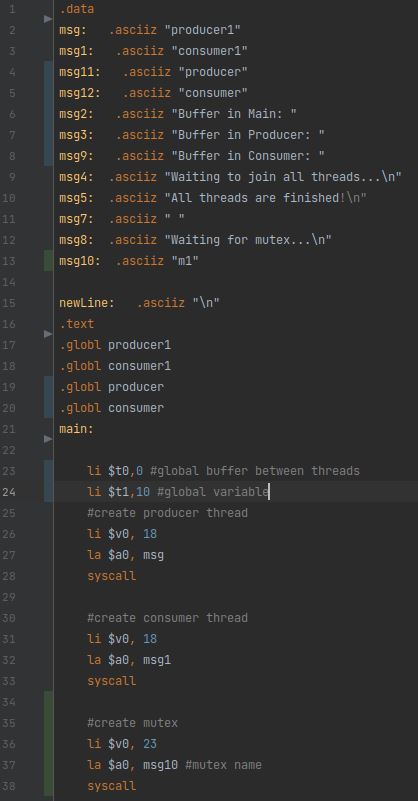 1 .data
2 msg:   .asciiz "producer1"
3 msg1:   .asciiz "consumer1"
4 msg11:   .asciiz "producer"
5 msg12:   .asciiz "consumer"
6 msg2:  .asciiz "Buffer in Main: "
7 msg3:  .asciiz "Buffer in Producer: "
8 msg9:  .asciiz "Buffer in Consumer: "
9 msg4:  .asciiz "Waiting to join all threads...\n"
10 msg5:  .asciiz "All threads are finished!\n"
11 msg7:  .asciiz " "
12 msg8:  .asciiz "Waiting for mutex...\n"
13 msg10:  .asciiz "m1"
14
15 newLine:   .asciiz "\n"
16 .text
17 .globl producer1
18 .globl consumer1
19 .globl producer
20 .globl consumer
21 main:
22
23     li $t0,0 #global buffer between threads
24     li $t1,10 #global variable
25     #create producer thread
26     li $v0, 18
27     la $a0, msg
28     syscall
29
30     #create consumer thread
31     li $v0, 18
32     la $a0, msg1
33     syscall
34
35     #create mutex
36     li $v0, 23
37     la $a0, msg10 #mutex name
38     syscall